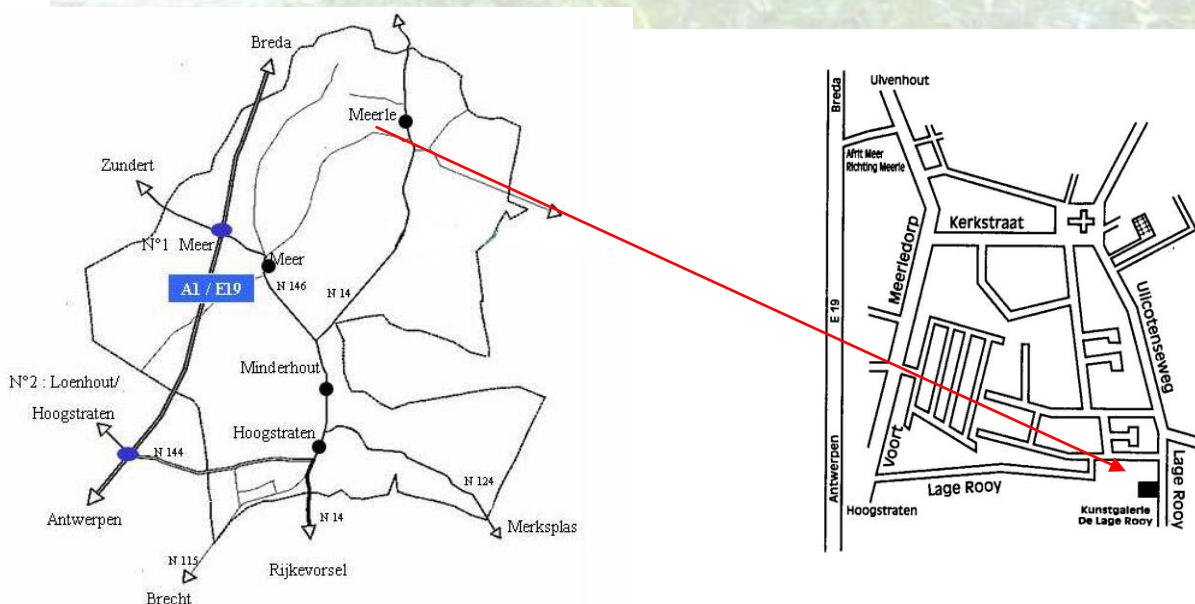 Breda
Meerle
Zundert
N°1 Meer
Meer
A1 / E19
N 146
N 14
Minderhout
N°2 : Loenhout/
Hoogstraten
Hoogstraten
N 144
N 124
Antwerpen
N 14
Merksplas
N 115
Rijkevorsel
Brecht
Breda
Ulvenhout
Afrit Meer
Richting Meerle
Kerkstraat
Meerledorp
E 19
Ulicotenseweg
Voort
Antwerpen
Lage Rooy
Hoogstraten
Kunstgalerie
De Lage Rooy
Lage Rooy